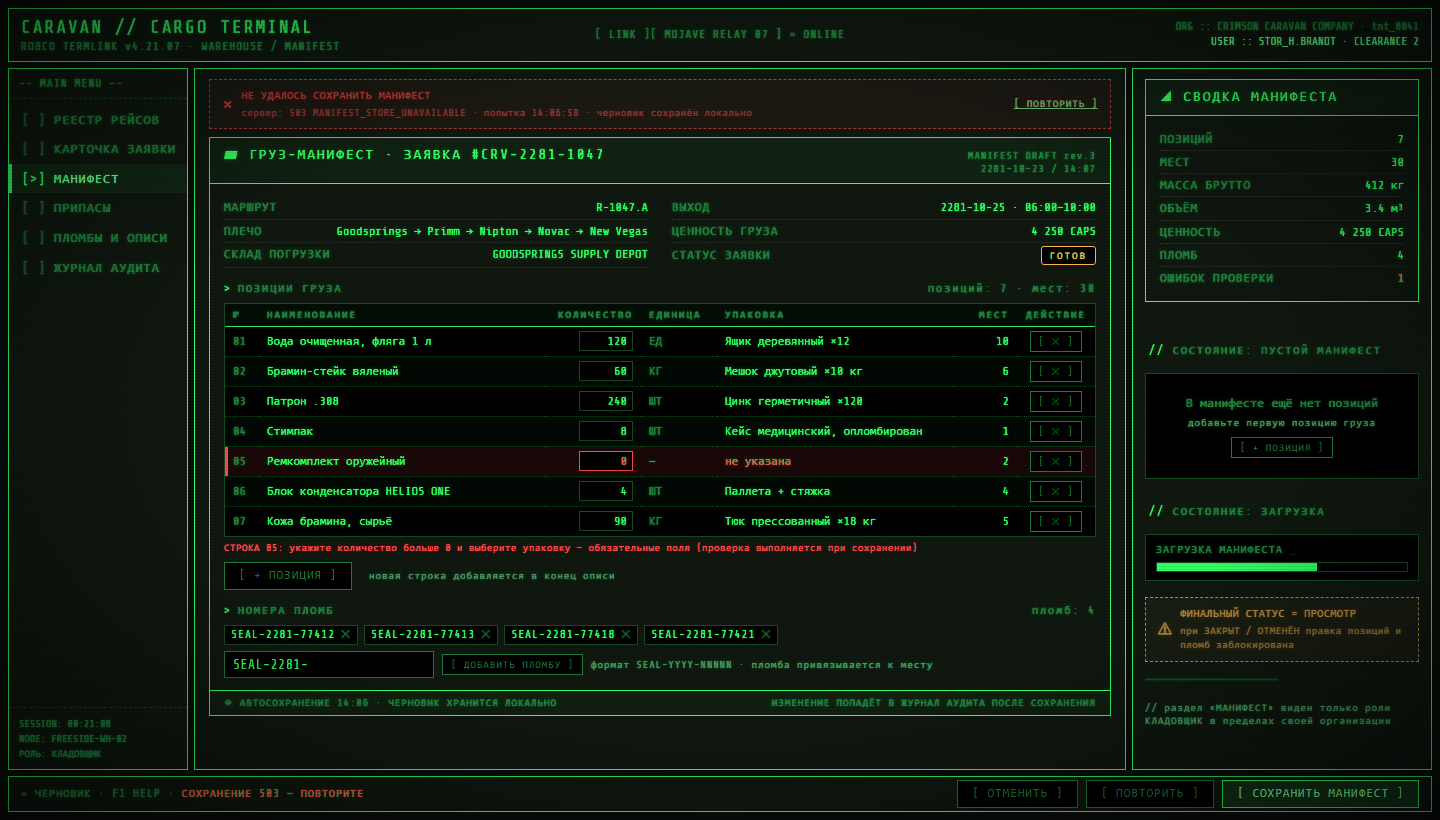 CARAVAN // CARGO TERMINAL
ROBCO TERMLINK v4.21.07 · WAREHOUSE / MANIFEST
[ LINK ][ MOJAVE RELAY 07 ] = ONLINE
ORG :: CRIMSON CARAVAN COMPANY · tnt_0041
USER :: STOR_H.BRANDT · CLEARANCE 2
-- MAIN MENU --
[ ] РЕЕСТР РЕЙСОВ
[ ] КАРТОЧКА ЗАЯВКИ
[>] МАНИФЕСТ
[ ] ПРИПАСЫ
[ ] ПЛОМБЫ И ОПИСИ
[ ] ЖУРНАЛ АУДИТА
SESSION: 00:21:08
NODE: FREESIDE-WH-02
РОЛЬ: КЛАДОВЩИК
× НЕ УДАЛОСЬ СОХРАНИТЬ МАНИФЕСТ
сервер: 503 MANIFEST_STORE_UNAVAILABLE · попытка 14:06:58 · черновик сохранён локально
[ ПОВТОРИТЬ ]
ГРУЗ-МАНИФЕСТ · ЗАЯВКА #CRV-2281-1047
MANIFEST DRAFT rev.3
2281-10-23 / 14:07
МАРШРУТ R-1047.A
ВЫХОД 2281-10-25 · 06:00–10:00
ПЛЕЧО Goodsprings → Primm → Nipton → Novac → New Vegas
ЦЕННОСТЬ ГРУЗА 4 250 CAPS
СКЛАД ПОГРУЗКИ GOODSPRINGS SUPPLY DEPOT
СТАТУС ЗАЯВКИ ГОТОВ
> ПОЗИЦИИ ГРУЗА позиций: 7 · мест: 30
№ НАИМЕНОВАНИЕ КОЛИЧЕСТВО ЕДИНИЦА УПАКОВКА МЕСТ ДЕЙСТВИЕ
01 Вода очищенная, фляга 1 л 120 ЕД Ящик деревянный ×12 10 [ × ]
02 Брамин-стейк вяленый 60 КГ Мешок джутовый ×10 кг 6 [ × ]
03 Патрон .308 240 ШТ Цинк герметичный ×120 2 [ × ]
04 Стимпак 8 ШТ Кейс медицинский, опломбирован 1 [ × ]
05 Ремкомплект оружейный 0 — не указана 2 [ × ]
06 Блок конденсатора HELIOS ONE 4 ШТ Паллета + стяжка 4 [ × ]
07 Кожа брамина, сырьё 90 КГ Тюк прессованный ×18 кг 5 [ × ]
СТРОКА 05: укажите количество больше 0 и выберите упаковку — обязательные поля (проверка выполняется при сохранении)
[ + ПОЗИЦИЯ ] новая строка добавляется в конец описи
> НОМЕРА ПЛОМБ пломб: 4
SEAL-2281-77412 × SEAL-2281-77413 × SEAL-2281-77418 × SEAL-2281-77421 ×
SEAL-2281- [ ДОБАВИТЬ ПЛОМБУ ] формат SEAL-YYYY-NNNNN · пломба привязывается к месту
АВТОСОХРАНЕНИЕ 14:06 · ЧЕРНОВИК ХРАНИТСЯ ЛОКАЛЬНО
ИЗМЕНЕНИЕ ПОПАДЁТ В ЖУРНАЛ АУДИТА ПОСЛЕ СОХРАНЕНИЯ
СВОДКА МАНИФЕСТА
ПОЗИЦИЙ 7
МЕСТ 30
МАССА БРУТТО 412 кг
ОБЪЁМ 3.4 м³
ЦЕННОСТЬ 4 250 CAPS
ПЛОМБ 4
ОШИБОК ПРОВЕРКИ 1
// СОСТОЯНИЕ: ПУСТОЙ МАНИФЕСТ
В манифесте ещё нет позиций
добавьте первую позицию груза
[ + ПОЗИЦИЯ ]
// СОСТОЯНИЕ: ЗАГРУЗКА
ЗАГРУЗКА МАНИФЕСТА _
ФИНАЛЬНЫЙ СТАТУС = ПРОСМОТР
при ЗАКРЫТ / ОТМЕНЁН правка позиций и
пломб заблокирована
// раздел «МАНИФЕСТ» виден только роли
КЛАДОВЩИК в пределах своей организации
ЧЕРНОВИК · F1 HELP · СОХРАНЕНИЕ 503 — ПОВТОРИТЕ
[ ОТМЕНИТЬ ] [ ПОВТОРИТЬ ] [ СОХРАНИТЬ МАНИФЕСТ ]